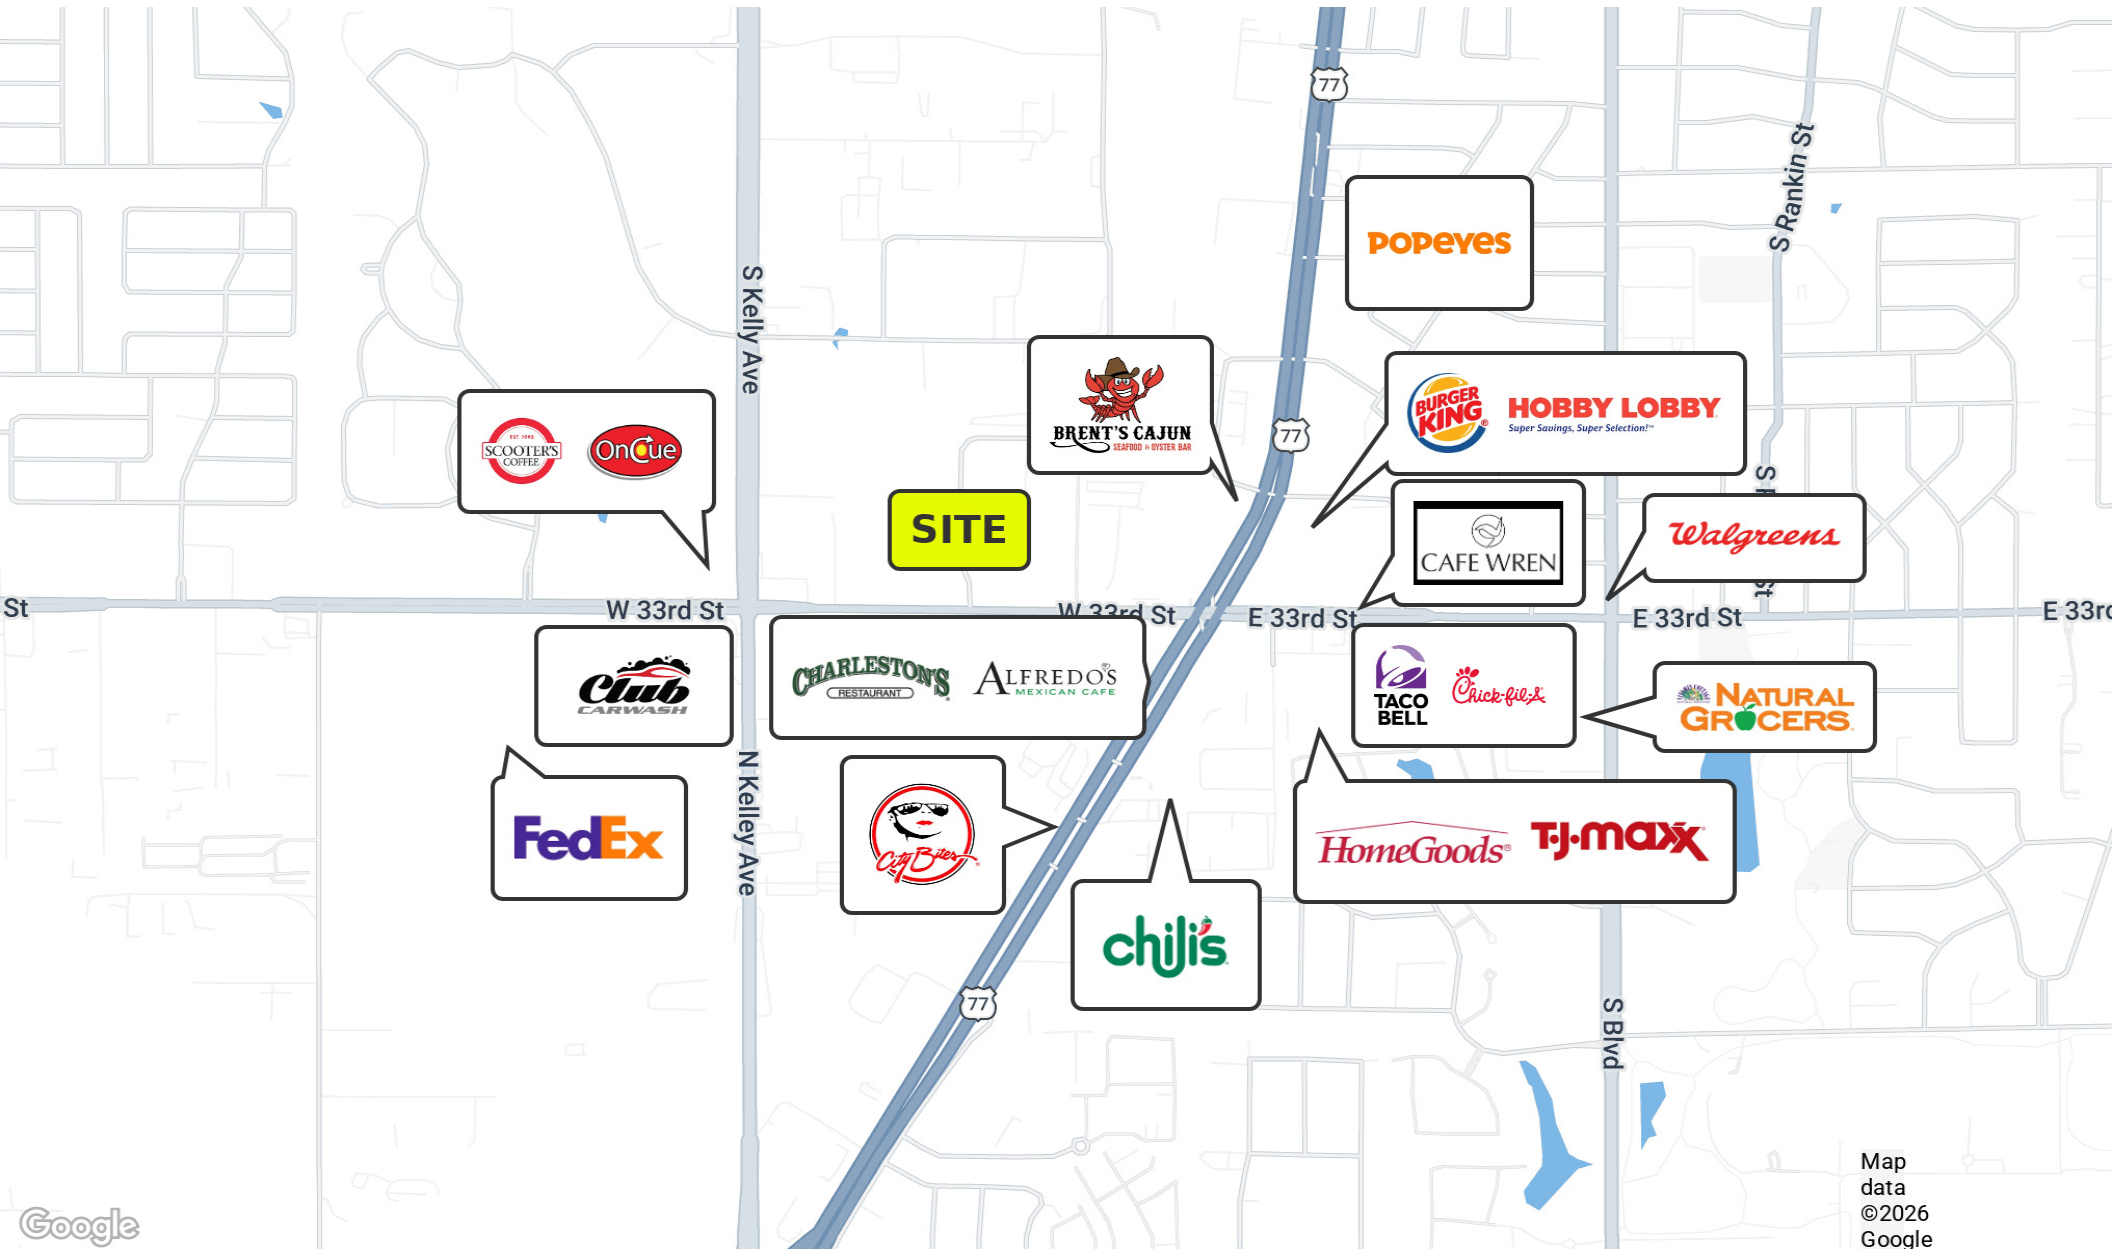 77
S Rankin St
POPEYES
S Kelly Ave
BRENT'S CAJUN
SEAFOOD & OYSTER BAR
77
BURGER
KING
HOBBY LOBBY
Super Savings, Super Selection!
EST. 1998
SCOOTER'S
COFFEE
OnCue
SITE
CAFE WREN
Walgreens
St
W 33rd St
W 33rd St
E 33rd St
E 33rd St
E 33rd
Club
CARWASH
CHARLESTON'S
RESTAURANT
ALFREDO'S
MEXICAN CAFE
TACO
BELL
Chick-fil-A
NATURAL
GROCERS
N Kelley Ave
FedEx
City Bites
HomeGoods
T.J.maxx
chili's
77
S Blvd
Map
data
©2026
Google
Google